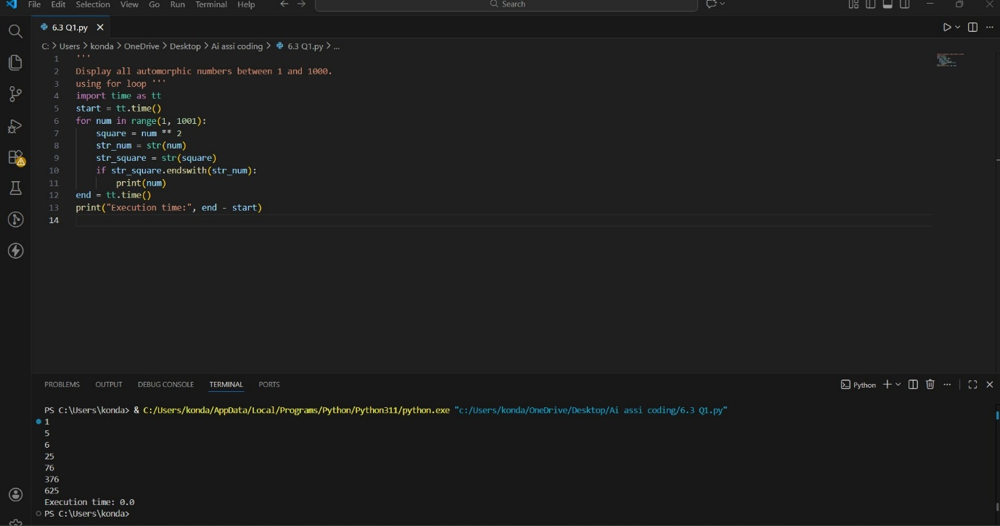 File Edit Selection View Go Run Terminal Help
Search
6.3 Q1.py
C: > Users > konda > OneDrive > Desktop > Ai assi coding > 6.3 Q1.py > ...
1 '''
2 Display all automorphic numbers between 1 and 1000.
3 using for loop '''
4 import time as tt
5 start = tt.time()
6 for num in range(1, 1001):
7     square = num ** 2
8     str_num = str(num)
9     str_square = str(square)
10     if str_square.endswith(str_num):
11         print(num)
12 end = tt.time()
13 print("Execution time:", end - start)
14
PROBLEMS OUTPUT DEBUG CONSOLE TERMINAL PORTS
Python
PS C:\Users\konda> & C:/Users/konda/AppData/Local/Programs/Python/Python311/python.exe "c:/Users/konda/OneDrive/Desktop/Ai assi coding/6.3 Q1.py"
1
5
6
25
76
376
625
Execution time: 0.0
PS C:\Users\konda>